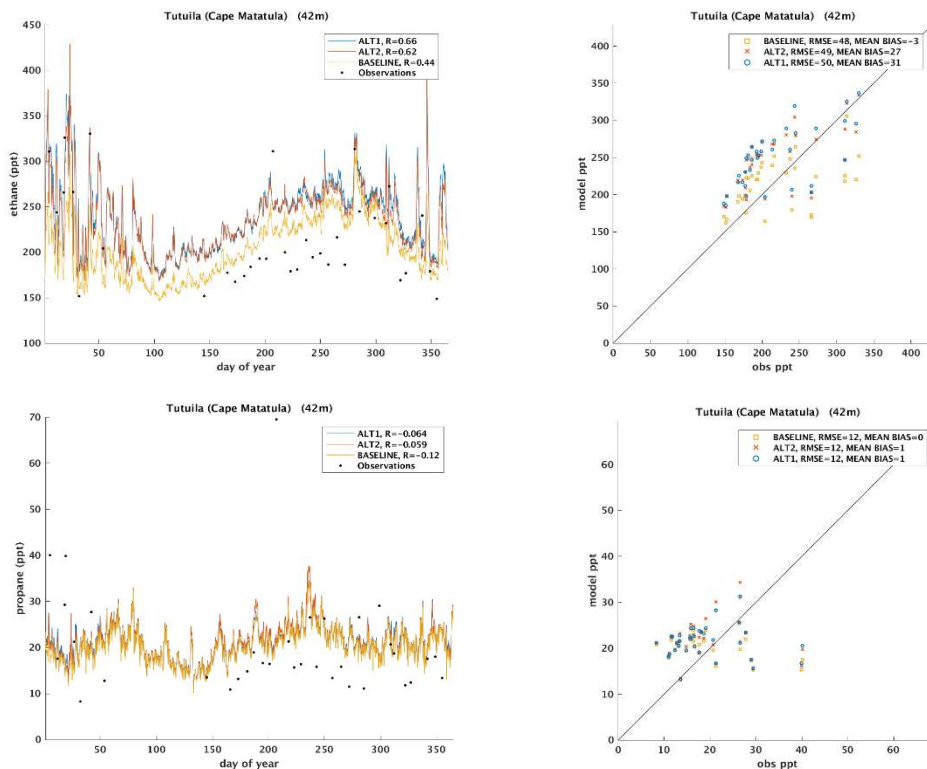 Tutuila (Cape Matatula) (42m)
ALT1, R=0.66
ALT2, R=0.62
BASELINE, R=0.44
Observations
450
400
350
300
250
200
150
100
ethane (ppt)
50 100 150 200 250 300 350
day of year
Tutuila (Cape Matatula) (42m)
BASELINE, RMSE=48, MEAN BIAS=-3
ALT2, RMSE=49, MEAN BIAS=27
ALT1, RMSE=50, MEAN BIAS=31
400
350
300
250
200
150
100
50
0
model ppt
0 50 100 150 200 250 300 350 400
obs ppt
Tutuila (Cape Matatula) (42m)
ALT1, R=-0.064
ALT2, R=-0.059
BASELINE, R=-0.12
Observations
70
60
50
40
30
20
10
0
propane (ppt)
50 100 150 200 250 300 350
day of year
Tutuila (Cape Matatula) (42m)
BASELINE, RMSE=12, MEAN BIAS=0
ALT2, RMSE=12, MEAN BIAS=1
ALT1, RMSE=12, MEAN BIAS=1
60
50
40
30
20
10
0
model ppt
0 10 20 30 40 50 60
obs ppt